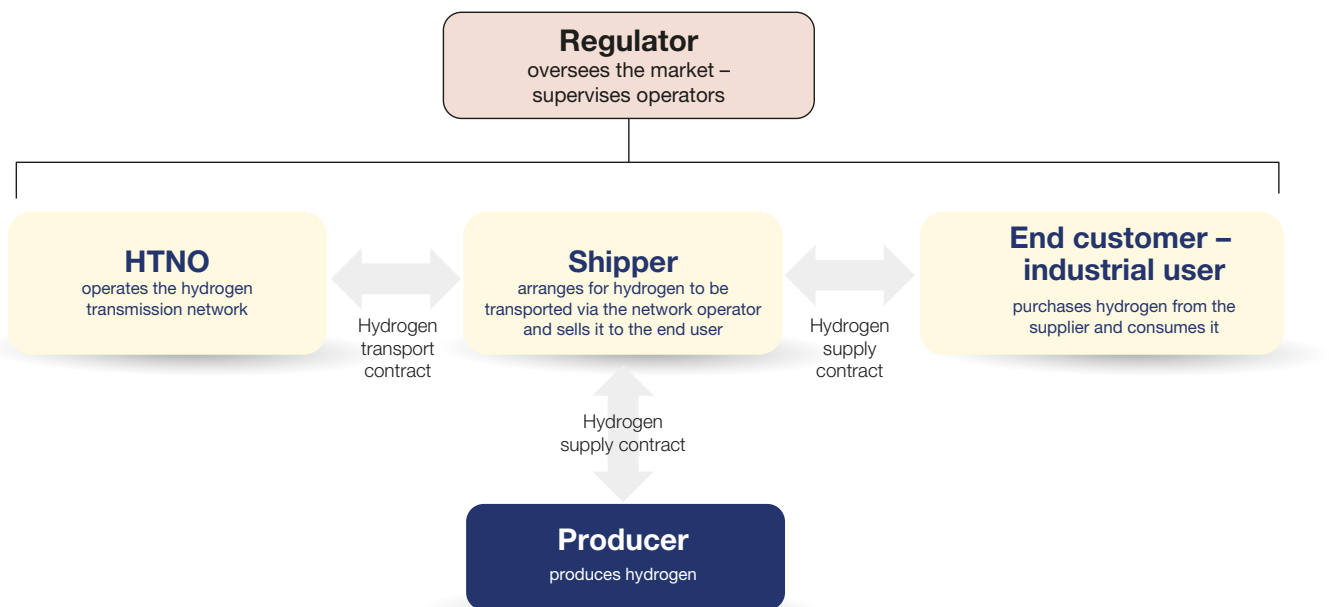 Regulator
oversees the market –
supervises operators
HTNO
operates the hydrogen
transmission network
Hydrogen
transport
contract
Shipper
arranges for hydrogen to be
transported via the network operator
and sells it to the end user
Hydrogen
supply
contract
End customer –
industrial user
purchases hydrogen from the
supplier and consumes it
Hydrogen
supply contract
Producer
produces hydrogen